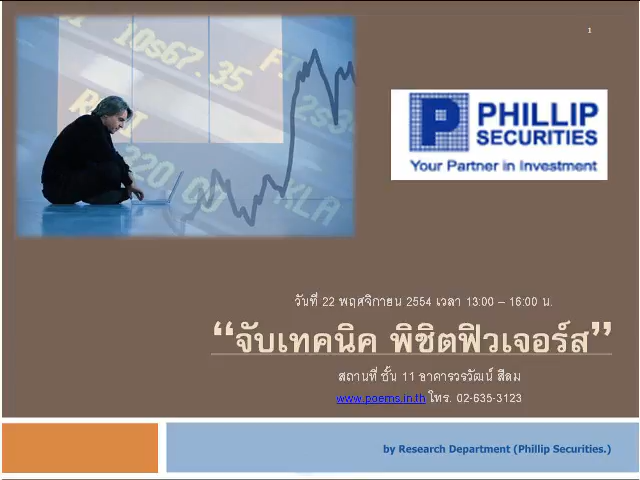 1
PHILLIP
SECURITIES
Your Partner in Investment
10s67.35
วันที่ 22 พฤศจิกายน 2554 เวลา 13:00 – 16:00 น.
“จับเทคนิค พิชิตฟิวเจอร์ส”
สถานที่ ชั้น 11 อาคารวรวัฒน์ สีลม
www.poems.in.th โทร. 02-635-3123
by Research Department (Phillip Securities.)